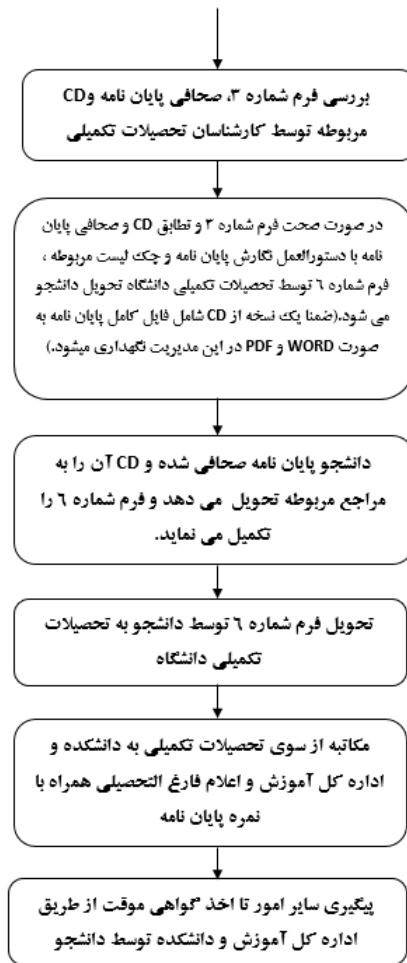 بررسی فرم شماره ۳، صحافی پایان نامه وCD
مربوطه توسط کارشناسان تحصیلات تکمیلی
در صورت صحت فرم شماره ۳ و تطابق CD و صحافی پایان
نامه با دستورالعمل نگارش پایان نامه و چک لیست مربوطه ،
فرم شماره ٦ توسط تحصیلات تکمیلی دانشگاه تحویل دانشجو
می شود.(ضمنا یک نسخه از CD شامل فایل کامل پایان نامه به
صورت WORD و PDF در این مدیریت نگهداری میشود.)
دانشجو پایان نامه صحافی شده و CD آن را به
مراجع مربوطه تحویل می دهد و فرم شماره ٦ را
تکمیل می نماید.
تحویل فرم شماره ٦ توسط دانشجو به تحصیلات
تکمیلی دانشگاه
مکاتبه از سوی تحصیلات تکمیلی به دانشکده و
اداره کل آموزش و اعلام فارغ التحصیلی همراه با
نمره پایان نامه
پیگیری سایر امور تا اخذ گواهی موقت از طریق
اداره کل آموزش و دانشکده توسط دانشجو